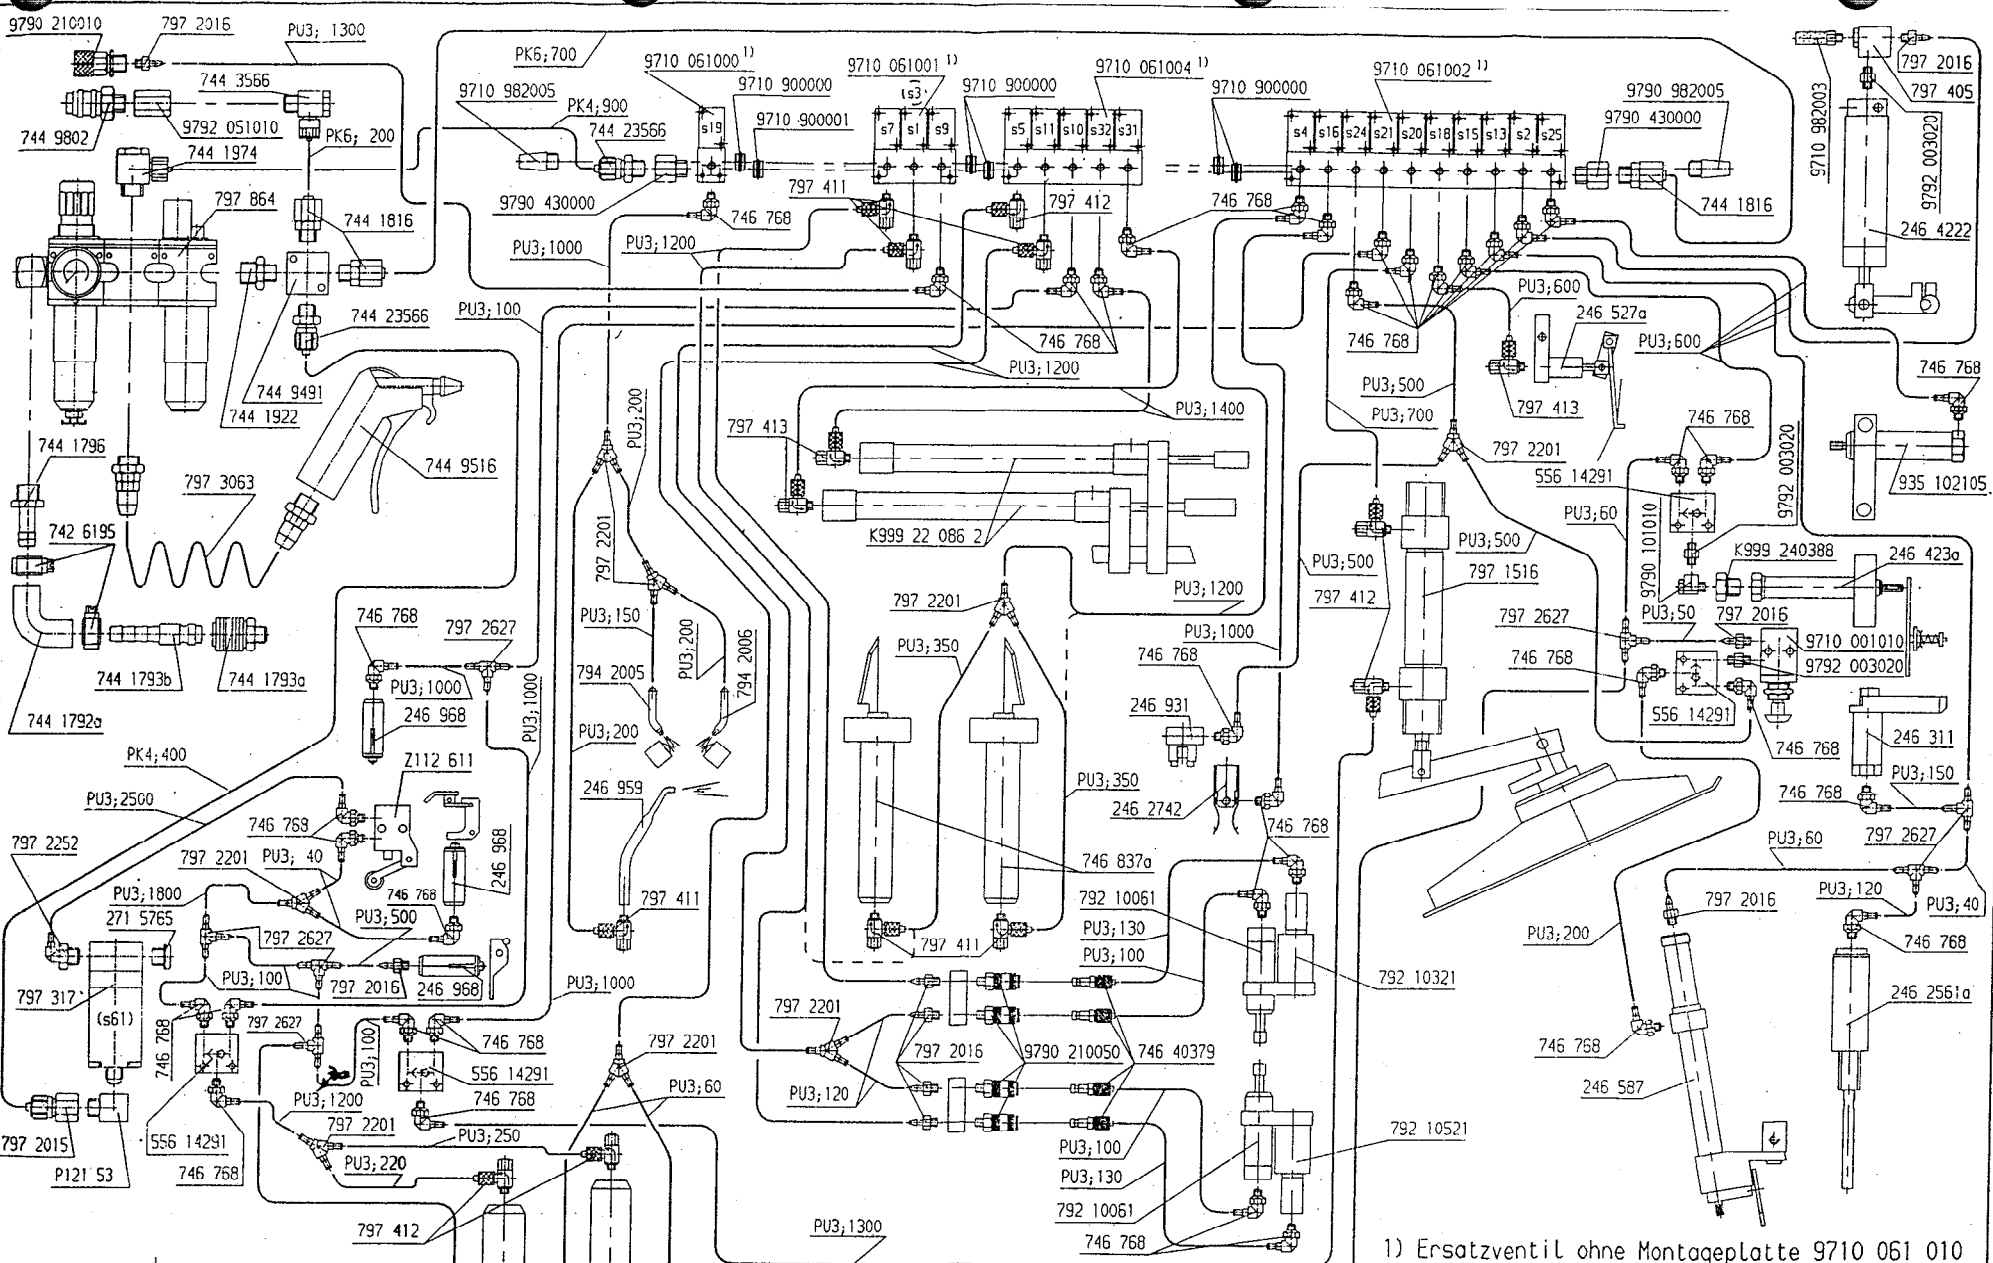 9790 210010
797 2016
PU3; 1300
744 3566
744 9802
9792 051010
PK6; 200
744 1974
797 864
744 1816
744 23566
744 9491
744 1922
744 1796
797 3063
744 9516
742 6195
744 1793b
744 1793a
744 1792a
PK6;700
9710 061000 1)
9710 982005
PK4;900
9710 900000
9710 900001
744 23566
9790 430000
746 768
s19
9710 061001 1)
(s3)
s7 s1 s9
9710 900000
9710 061004 1)
s5 s11 s10 s32 s31
797 411
797 412
746 768
9710 900000
9710 061002 1)
s4 s16 s24 s21 s20 s18 s15 s13 s2 s25
9790 430000
9790 982005
744 1816
9710 982003
797 2016
797 405
9792 003020
246 4222
PU3;1000
PU3;1200
PU3;100
746 768
PU3;1200
PU3;1400
746 768
PU3;600
246 527a
PU3;600
PU3;500
PU3;700
797 413
797 2201
746 768
746 768
935 102105
556 14291
9792 003020
PU3;60
9790 101010
K999 240388
246 423a
PU3;50
797 2016
797 2627
9710 001010
9792 003020
746 768
556 14291
746 768
246 311
PU3;150
746 768
797 2627
PU3;60
PU3;120
PU3;40
797 2016
746 768
PU3;200
246 2561a
746 768
246 587
PU3;200
797 2201
PU3;150
PU3;200
794 2005
794 2006
PU3;200
246 959
797 411
797 413
K999 22 086 2
PU3;1200
797 2201
PU3;350
PU3;350
746 837a
797 411
PU3;500
PU3;500
797 1516
797 412
PU3;1000
746 768
246 931
246 2742
746 768
792 10061
PU3;130
PU3;100
792 10321
746 768
797 2627
PU3;1000
246 968
PU3;1000
PK4;400
PU3;2500
Z112 611
746 768
797 2252
797 2201
PU3; 40
PU3;1800
271 5765
746 768
246 968
PU3;500
797 2627
PU3;100
797 2016
246 968
797 317
(s61)
746 768
797 2627
PU3;100
PU3;1000
746 768
556 14291
746 768
PU3;1200
797 2201
PU3;250
PU3;220
797 2015
P121 53
556 14291
746 768
797 412
797 2201
PU3;60
797 2201
PU3;120
797 2016
9790 210050
746 40379
PU3;100
PU3;130
792 10061
792 10521
746 768
PU3;1300
1) Ersatzventil ohne Montageplatte 9710 061 010